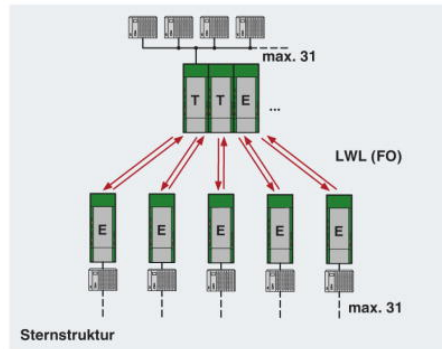 max. 31
T T E ...
LWL (FO)
E E E E E
max. 31
Sternstruktur